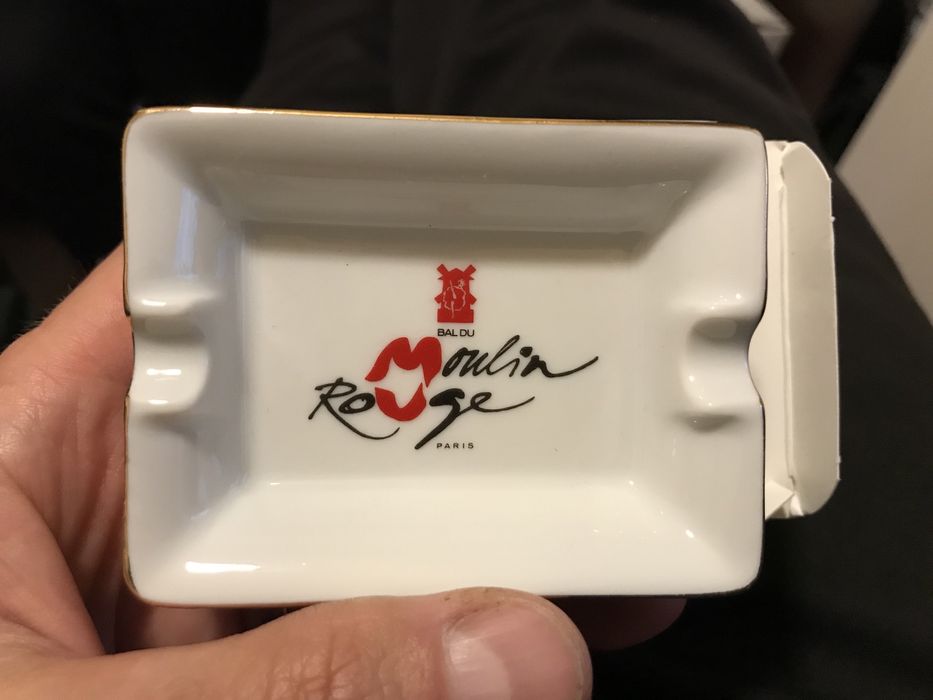 BAL DU
Moulin
Rouge
PARIS